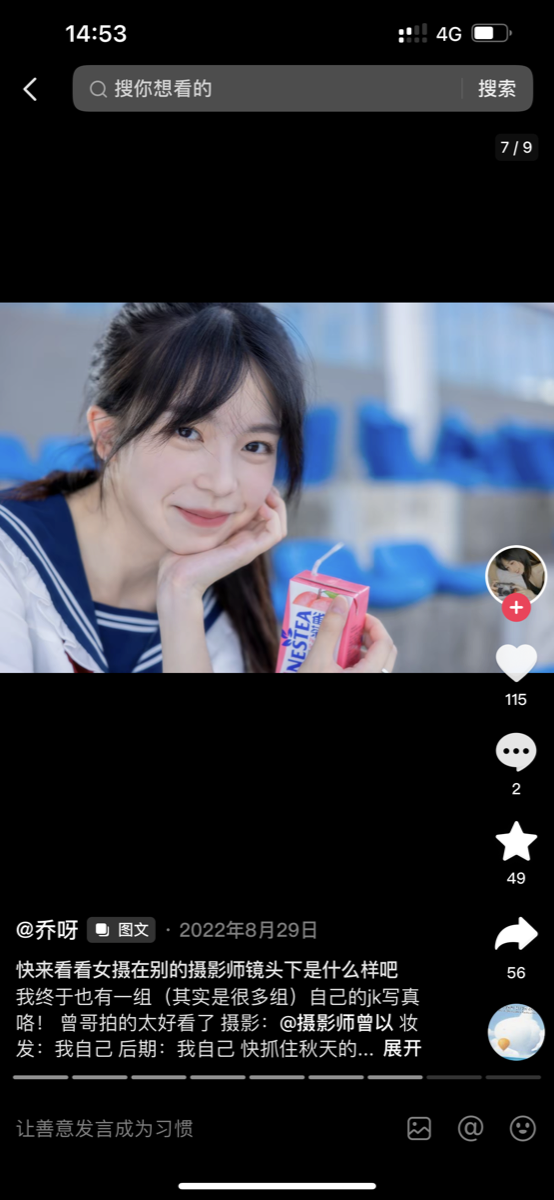 14:53
4G
搜你想看的
搜索
7 / 9
NESTEA
115
2
49
56
@乔呀 图文 · 2022年8月29日
快来看看女摄在别的摄影师镜头下是什么样吧
我终于也有一组（其实是很多组）自己的jk写真
咯！ 曾哥拍的太好看了 摄影：@摄影师曾以 妆
发：我自己 后期：我自己 快抓住秋天的... 展开
让善意发言成为习惯